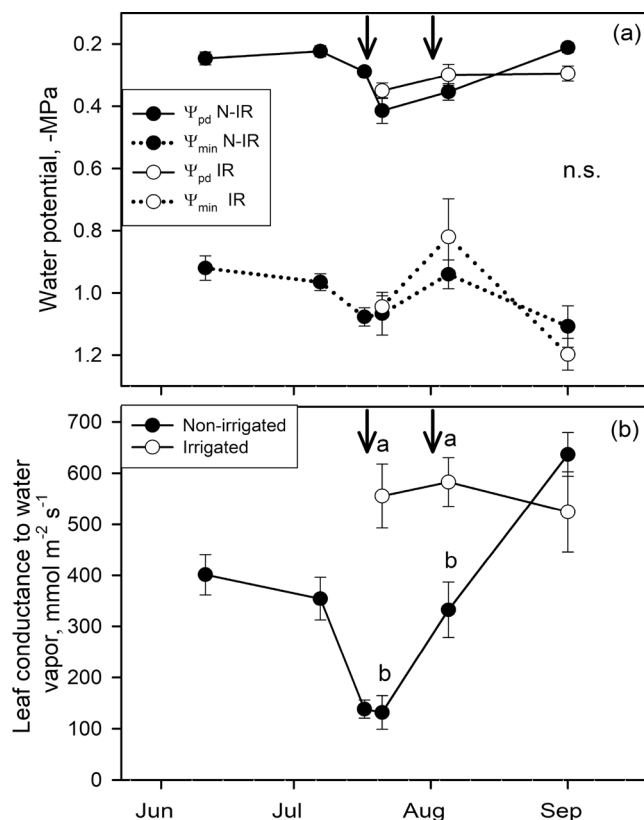 (a)
0.2
0.4
0.6
0.8
1.0
1.2
Water potential, -MPa
Ψpd N-IR
Ψmin N-IR
Ψpd IR
Ψmin IR
n.s.
(b)
700
600
500
400
300
200
100
0
Leaf conductance to water
vapor, mmol m⁻² s⁻¹
Non-irrigated
Irrigated
a
a
b
b
Jun
Jul
Aug
Sep